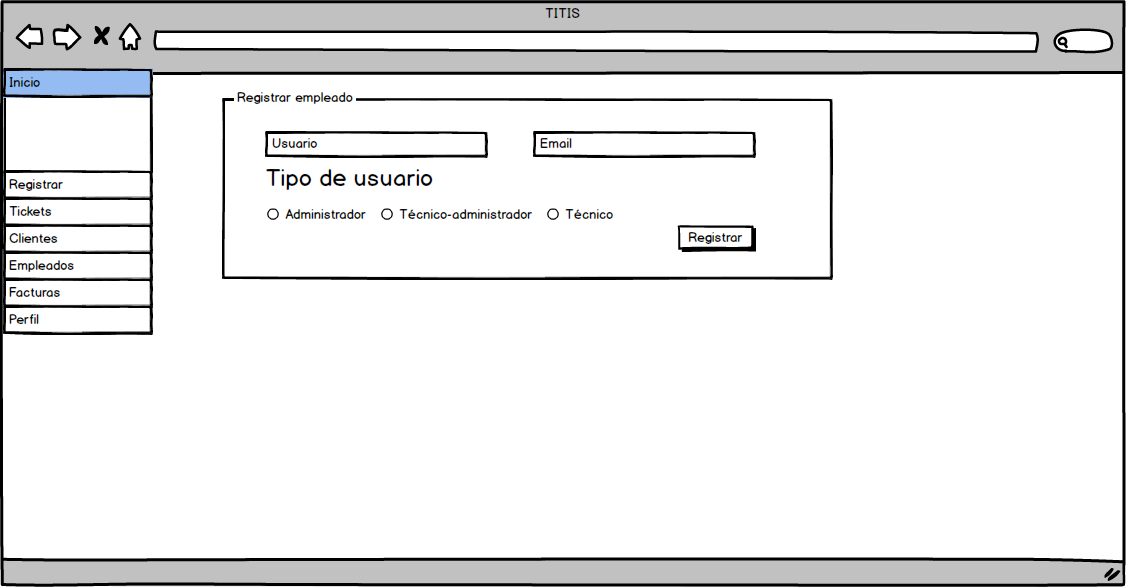 TITIS
Inicio
Registrar
Tickets
Clientes
Empleados
Facturas
Perfil
Registrar empleado
Usuario
Email
Tipo de usuario
Administrador
Técnico-administrador
Técnico
Registrar